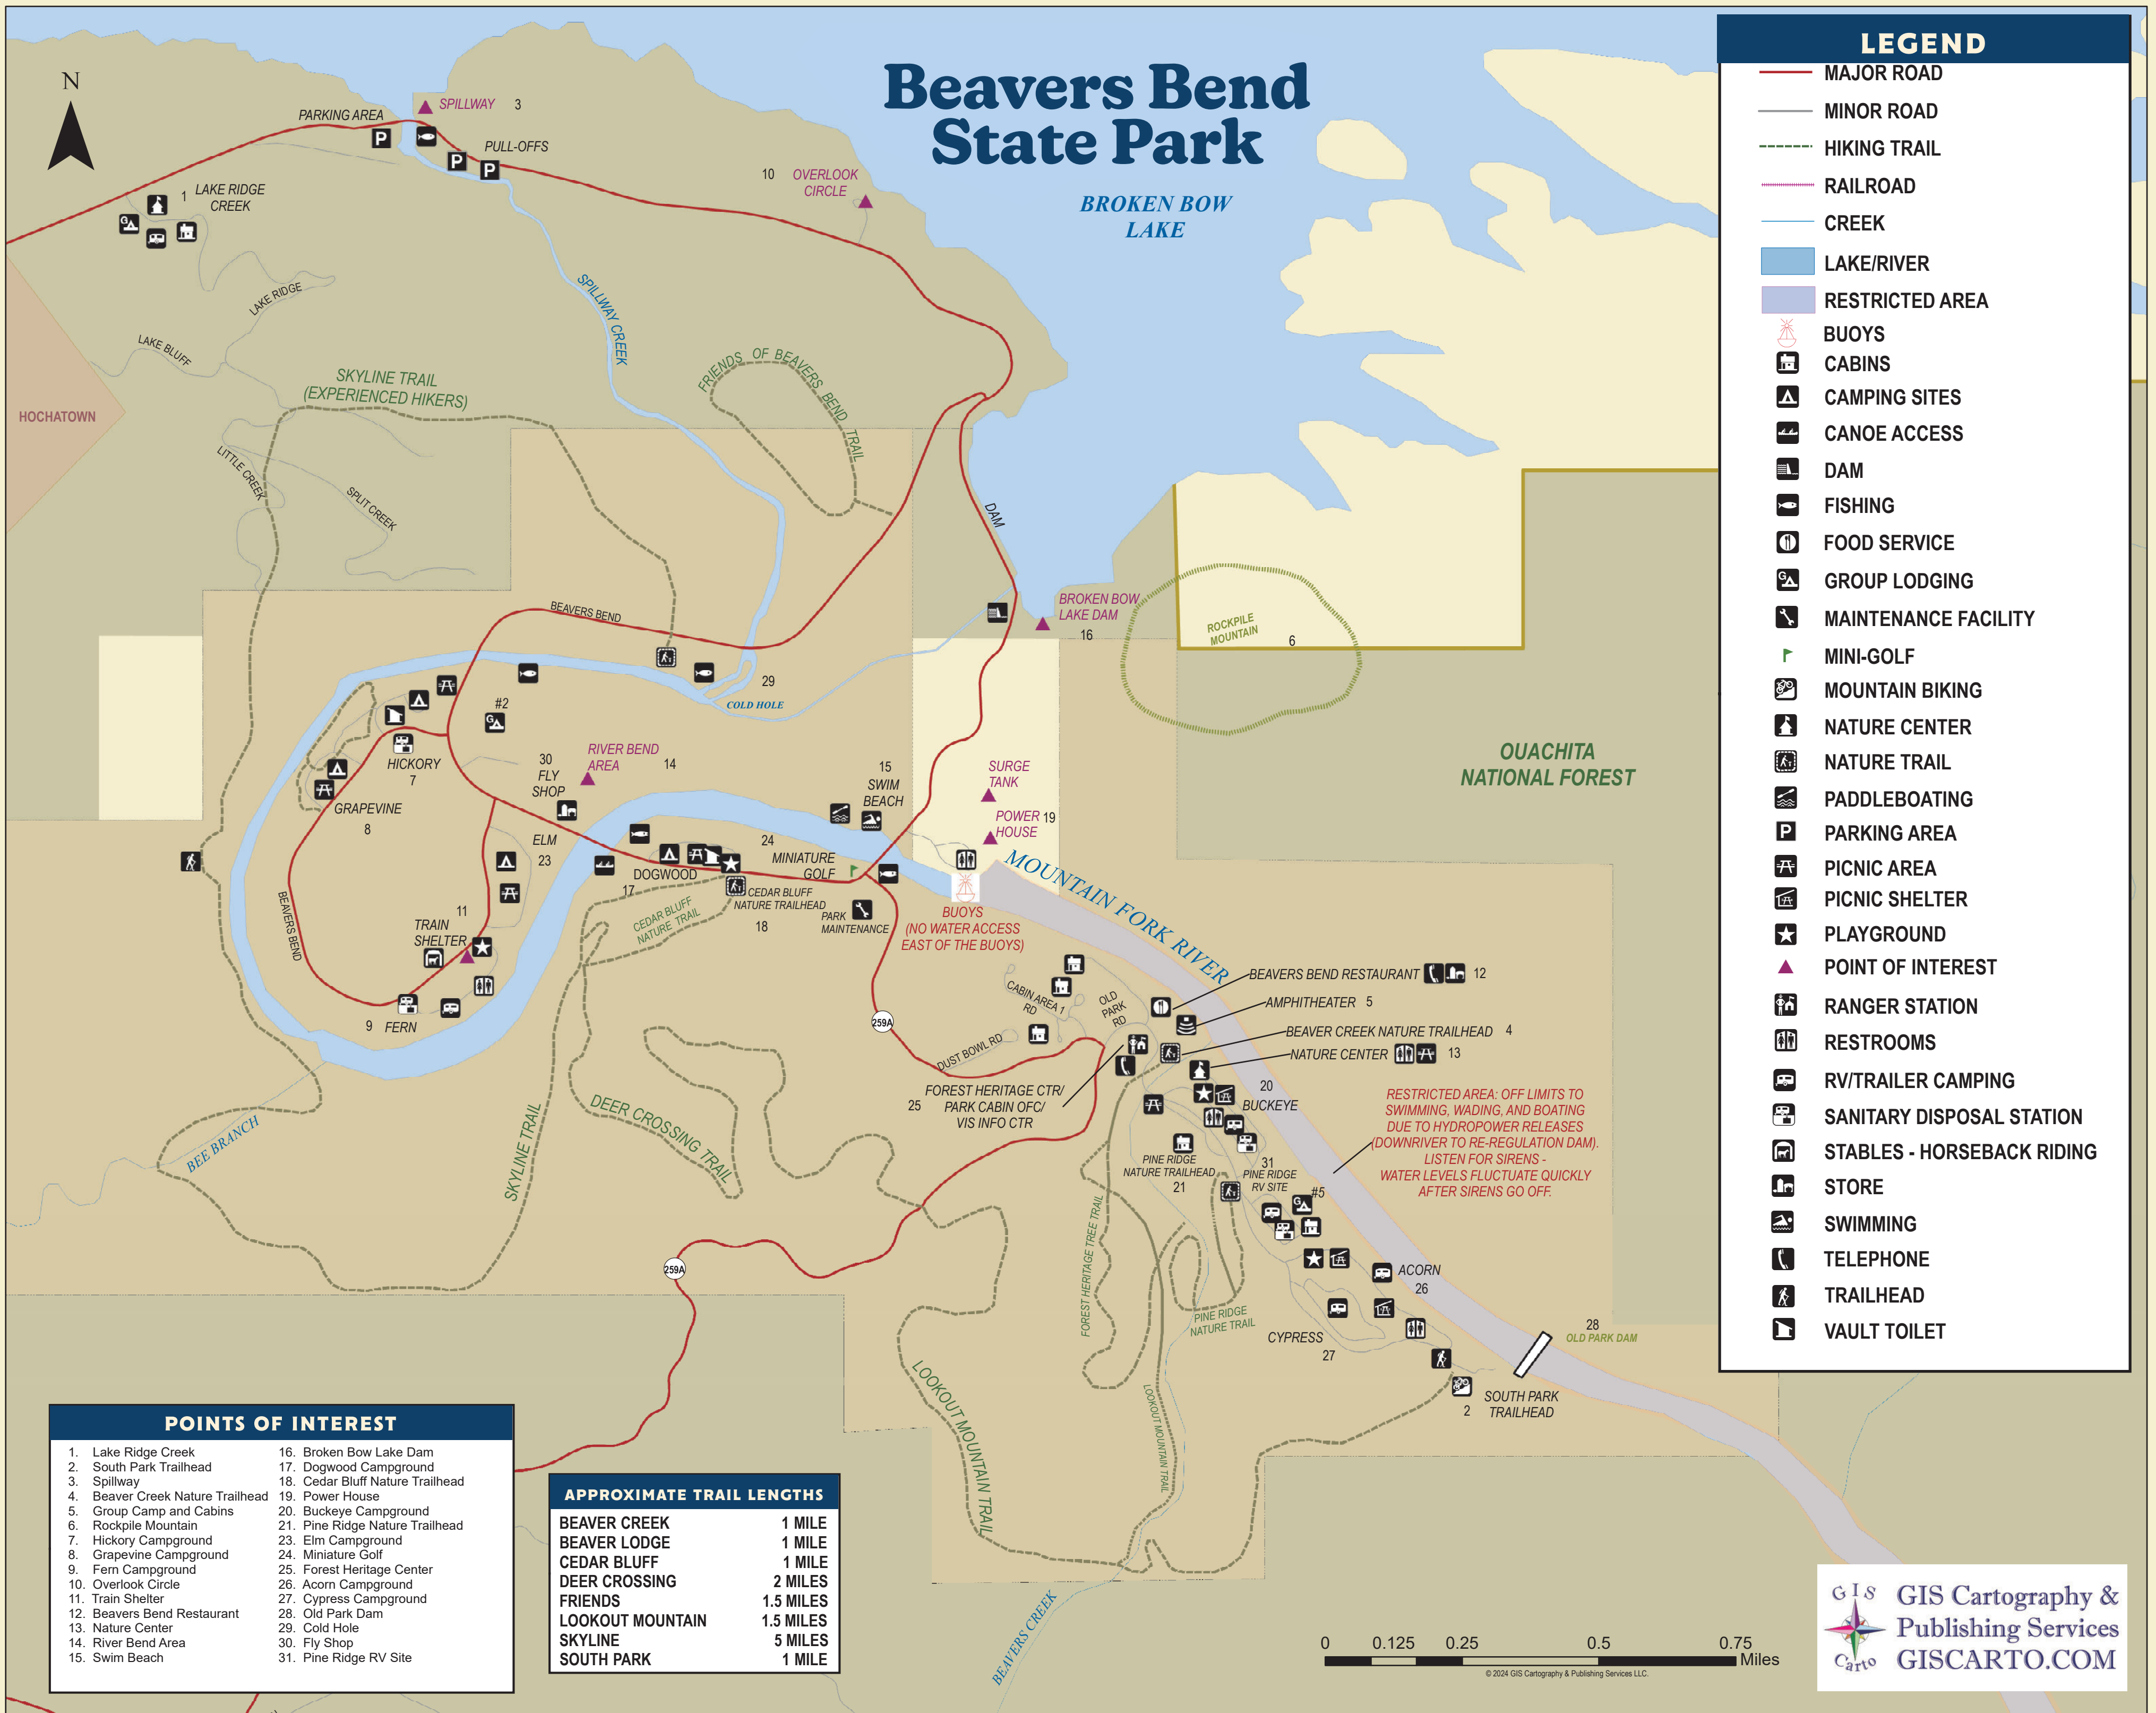 Beavers Bend
State Park
BROKEN BOW
LAKE
N
PARKING AREA
SPILLWAY
3
PULL-OFFS
1
LAKE RIDGE
CREEK
10
OVERLOOK
CIRCLE
LAKE RIDGE
LAKE BLUFF
SPILLWAY CREEK
HOCHATOWN
SKYLINE TRAIL
(EXPERIENCED HIKERS)
FRIENDS OF BEAVERS BEND TRAIL
LITTLE CREEK
SPLIT CREEK
DAM
BEAVERS BEND
BROKEN BOW
LAKE DAM
16
ROCKPILE
MOUNTAIN
6
29
COLD HOLE
#2
HICKORY
7
GRAPEVINE
8
30
FLY
SHOP
RIVER BEND
AREA
14
15
SWIM
BEACH
SURGE
TANK
POWER
HOUSE
19
OUACHITA
NATIONAL FOREST
ELM
23
24
MINIATURE
GOLF
DOGWOOD
17
CEDAR BLUFF
NATURE TRAILHEAD
18
CEDAR BLUFF
NATURE TRAIL
PARK
MAINTENANCE
BUOYS
(NO WATER ACCESS
EAST OF THE BUOYS)
MOUNTAIN FORK RIVER
BEAVERS BEND
11
TRAIN
SHELTER
9
FERN
259A
CABIN AREA 1
RD
OLD
PARK
RD
DUST BOWL RD
BEAVERS BEND RESTAURANT
12
AMPHITHEATER
5
BEAVER CREEK NATURE TRAILHEAD
4
NATURE CENTER
13
FOREST HERITAGE CTR/
PARK CABIN OFC/
VIS INFO CTR
25
20
BUCKEYE
RESTRICTED AREA: OFF LIMITS TO
SWIMMING, WADING, AND BOATING
DUE TO HYDROPOWER RELEASES
(DOWNRIVER TO RE-REGULATION DAM).
LISTEN FOR SIRENS -
WATER LEVELS FLUCTUATE QUICKLY
AFTER SIRENS GO OFF.
BEE BRANCH
SKYLINE TRAIL
DEER CROSSING TRAIL
PINE RIDGE
NATURE TRAILHEAD
21
31
PINE RIDGE
RV SITE
#5
259A
FOREST HERITAGE TREE TRAIL
PINE RIDGE
NATURE TRAIL
ACORN
26
CYPRESS
27
28
OLD PARK DAM
SOUTH PARK
TRAILHEAD
2
LOOKOUT MOUNTAIN TRAIL
LOOKOUT MOUNTAIN TRAIL
BEAVERS CREEK
LEGEND
MAJOR ROAD
MINOR ROAD
HIKING TRAIL
RAILROAD
CREEK
LAKE/RIVER
RESTRICTED AREA
BUOYS
CABINS
CAMPING SITES
CANOE ACCESS
DAM
FISHING
FOOD SERVICE
GROUP LODGING
MAINTENANCE FACILITY
MINI-GOLF
MOUNTAIN BIKING
NATURE CENTER
NATURE TRAIL
PADDLEBOATING
PARKING AREA
PICNIC AREA
PICNIC SHELTER
PLAYGROUND
POINT OF INTEREST
RANGER STATION
RESTROOMS
RV/TRAILER CAMPING
SANITARY DISPOSAL STATION
STABLES - HORSEBACK RIDING
STORE
SWIMMING
TELEPHONE
TRAILHEAD
VAULT TOILET
POINTS OF INTEREST
1. Lake Ridge Creek
2. South Park Trailhead
3. Spillway
4. Beaver Creek Nature Trailhead
5. Group Camp and Cabins
6. Rockpile Mountain
7. Hickory Campground
8. Grapevine Campground
9. Fern Campground
10. Overlook Circle
11. Train Shelter
12. Beavers Bend Restaurant
13. Nature Center
14. River Bend Area
15. Swim Beach
16. Broken Bow Lake Dam
17. Dogwood Campground
18. Cedar Bluff Nature Trailhead
19. Power House
20. Buckeye Campground
21. Pine Ridge Nature Trailhead
23. Elm Campground
24. Miniature Golf
25. Forest Heritage Center
26. Acorn Campground
27. Cypress Campground
28. Old Park Dam
29. Cold Hole
30. Fly Shop
31. Pine Ridge RV Site
APPROXIMATE TRAIL LENGTHS
BEAVER CREEK 1 MILE
BEAVER LODGE 1 MILE
CEDAR BLUFF 1 MILE
DEER CROSSING 2 MILES
FRIENDS 1.5 MILES
LOOKOUT MOUNTAIN 1.5 MILES
SKYLINE 5 MILES
SOUTH PARK 1 MILE
0 0.125 0.25 0.5 0.75
Miles
© 2024 GIS Cartography & Publishing Services LLC.
GIS
Carto
GIS Cartography &
Publishing Services
GISCARTO.COM